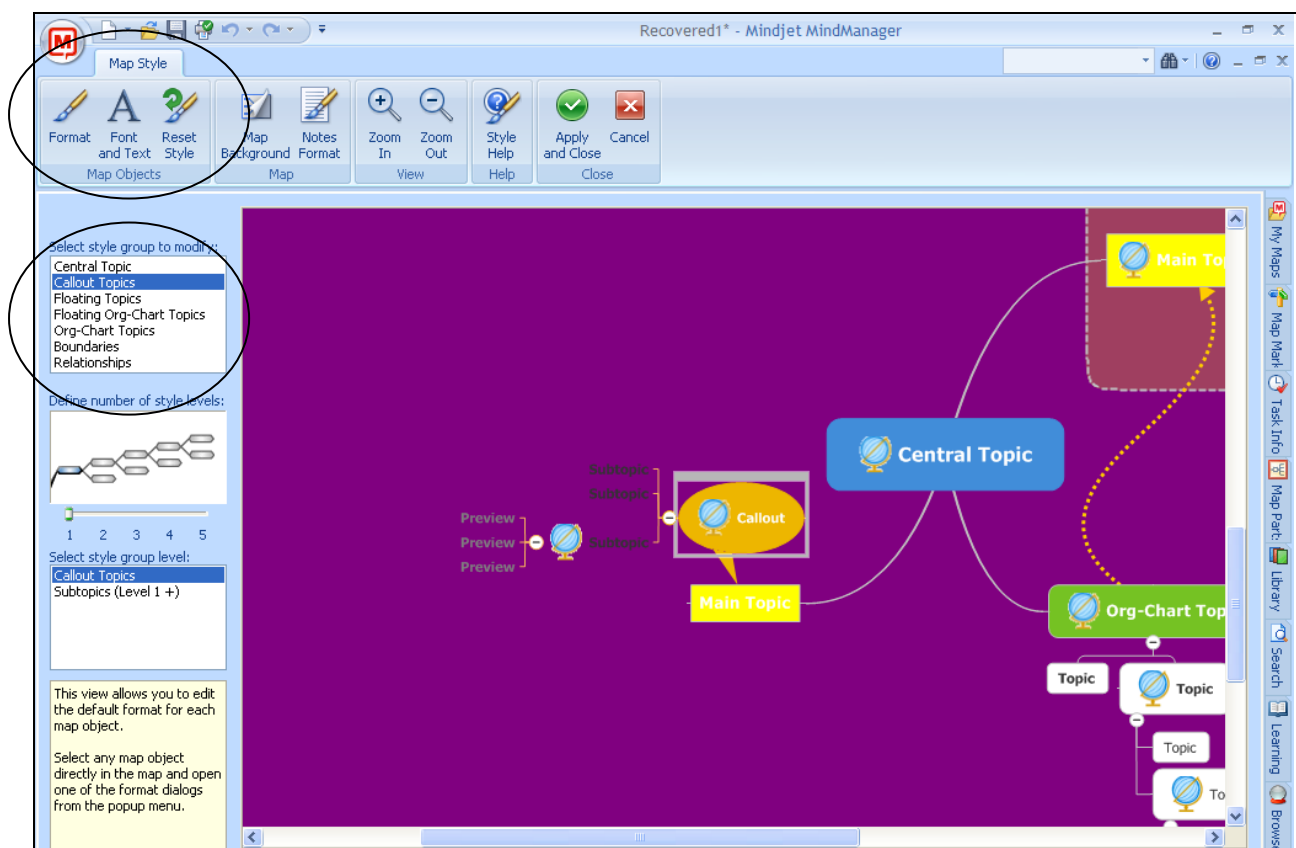 Recovered1* - Mindjet MindManager
Map Style
Format
Font
and Text
Reset
Style
Map Objects
Map
Background
Notes
Format
Map
Zoom
In
Zoom
Out
View
Style
Help
Help
Apply
and Close
Cancel
Close
Select style group to modify:
Central Topic
Callout Topics
Floating Topics
Floating Org-Chart Topics
Org-Chart Topics
Boundaries
Relationships
Define number of style levels:
1 2 3 4 5
Select style group level:
Callout Topics
Subtopics (Level 1 +)
This view allows you to edit
the default format for each
map object.
Select any map object
directly in the map and open
one of the format dialogs
from the popup menu.
Main Top
Central Topic
Subtopic
Subtopic
Subtopic
Preview
Preview
Preview
Callout
Main Topic
Org-Chart Top
Topic
Topic
Topic
To
My Maps
Map Mark
Task Info
Map Part:
Library
Search
Learning
Browse